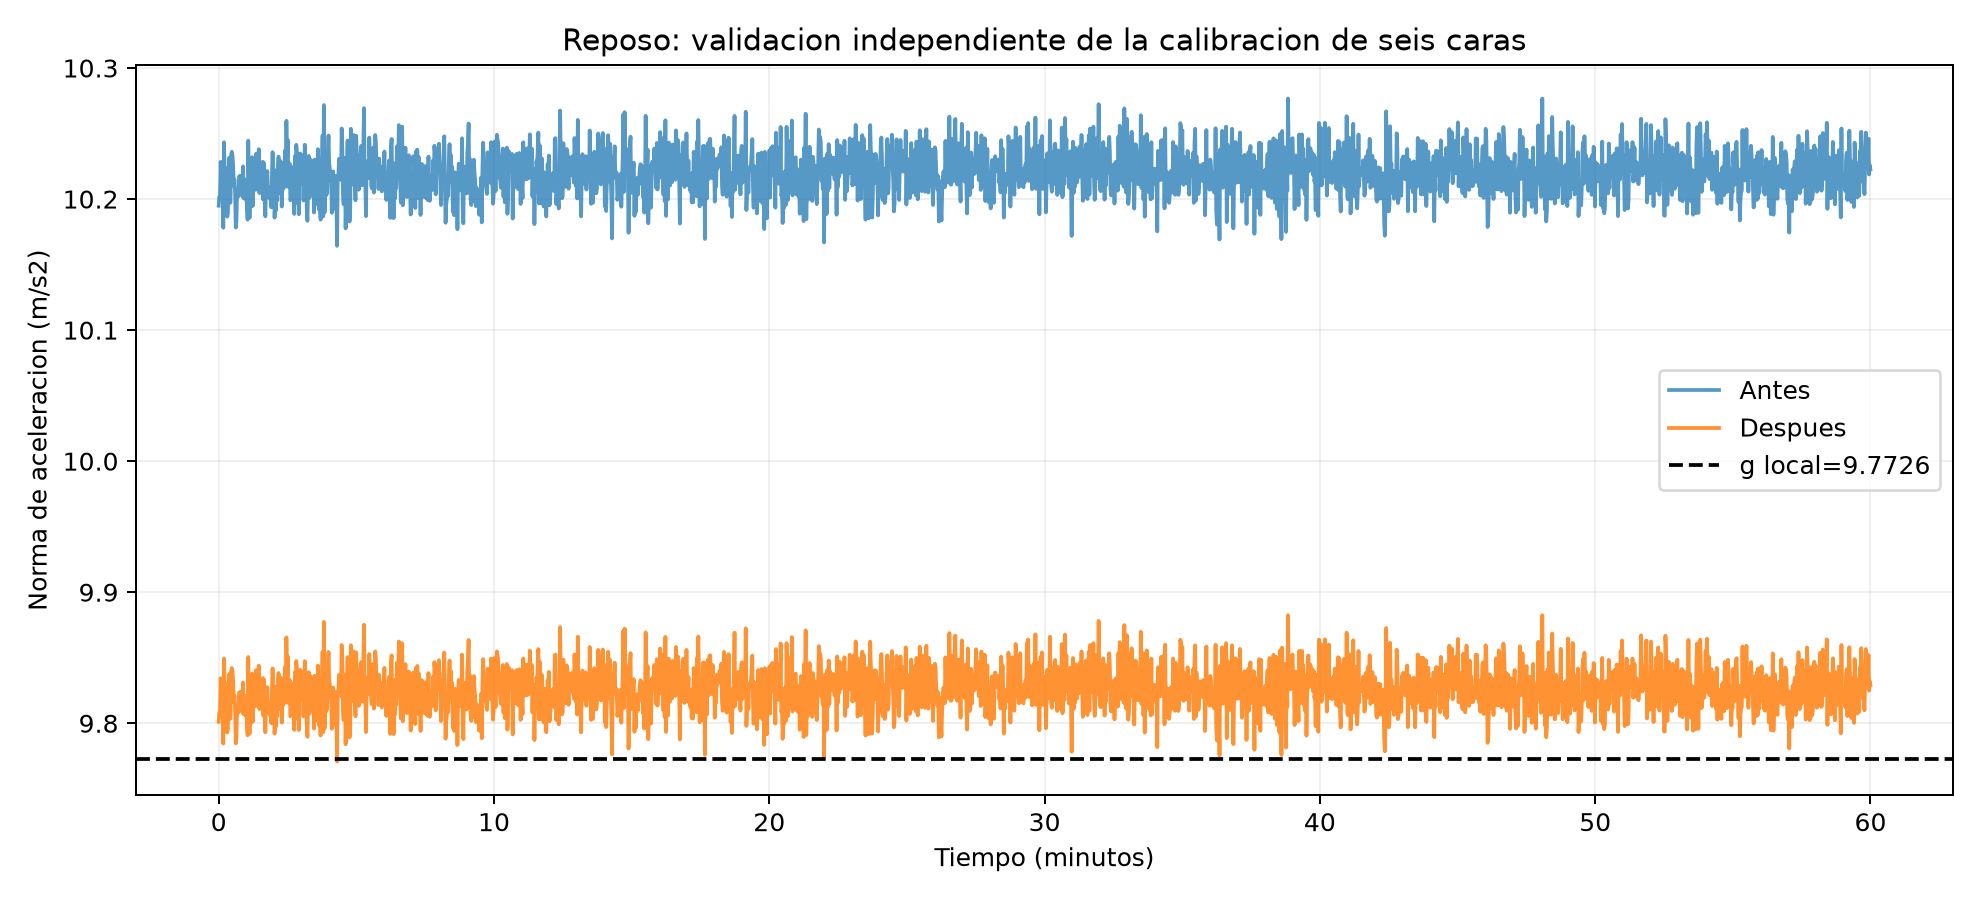 Reposo: validacion independiente de la calibracion de seis caras
Norma de aceleracion (m/s2)
10.3
10.2
10.1
10.0
9.9
9.8
Antes
Despues
g local=9.7726
0 10 20 30 40 50 60
Tiempo (minutos)